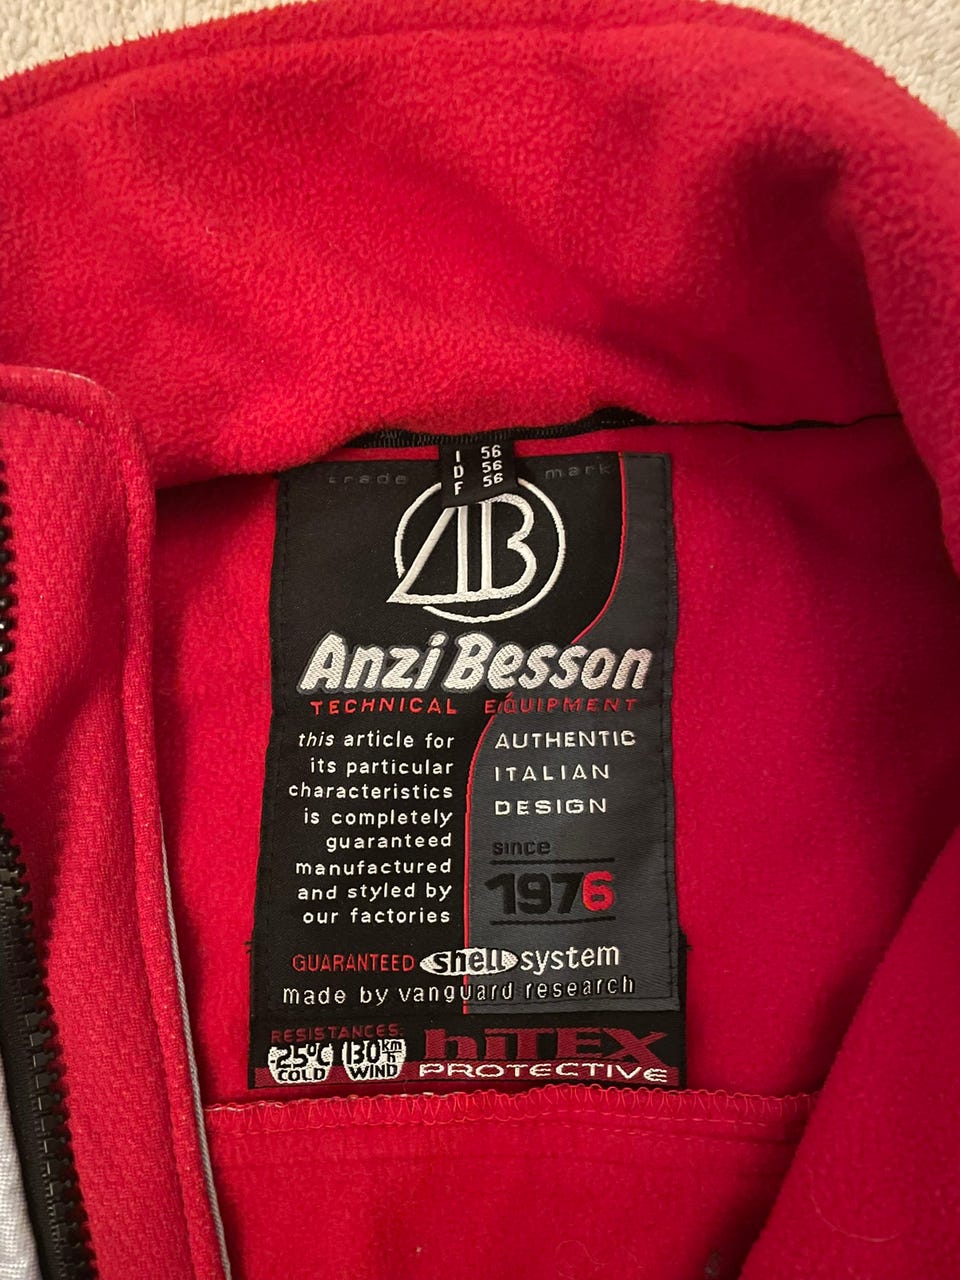 I 56
D 56
F 56
trade mark
AB
Anzi Besson
TECHNICAL EQUIPMENT
this article for
its particular
characteristics
is completely
guaranteed
manufactured
and styled by
our factories
AUTHENTIC
ITALIAN
DESIGN
since
1976
GUARANTEED shell system
made by vanguard research
RESISTANCES:
-25°C
COLD
130 km/h
WIND
hiTEX
PROTECTIVE